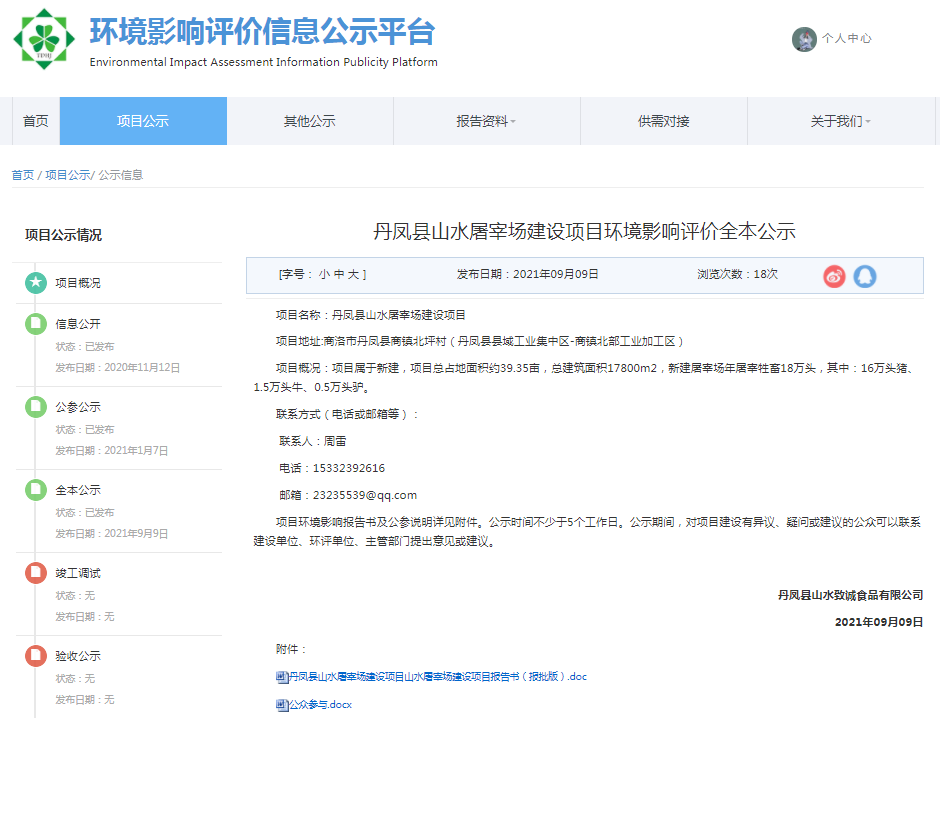 环境影响评价信息公示平台
Environmental Impact Assessment Information Publicity Platform
个人中心
首页
项目公示
其他公示
报告资料
供需对接
关于我们
首页 / 项目公示/ 公示信息
项目公示情况
项目概况
信息公开
状态：已发布
发布日期：2020年11月12日
公参公示
状态：已发布
发布日期：2021年1月7日
全本公示
状态：已发布
发布日期：2021年9月9日
竣工调试
状态：无
发布日期：无
验收公示
状态：无
发布日期：无
丹凤县山水屠宰场建设项目环境影响评价全本公示
[字号： 小 中 大 ]
发布日期：2021年09月09日
浏览次数：18次
项目名称：丹凤县山水屠宰场建设项目
项目地址:商洛市丹凤县商镇北坪村（丹凤县县域工业集中区-商镇北部工业加工区）
项目概况：项目属于新建，项目总占地面积约39.35亩，总建筑面积17800m2，新建屠宰场年屠宰牲畜18万头，其中：16万头猪、
1.5万头牛、0.5万头驴。
联系方式（电话或邮箱等）：
联系人：周雷
电话：15332392616
邮箱：23235539@qq.com
项目环境影响报告书及公参说明详见附件。公示时间不少于5个工作日。公示期间，对项目建设有异议、疑问或建议的公众可以联系
建设单位、环评单位、主管部门提出意见或建议。
丹凤县山水致诚食品有限公司
2021年09月09日
附件：
丹凤县山水屠宰场建设项目山水屠宰场建设项目报告书（报批版）.doc
公众参与.docx